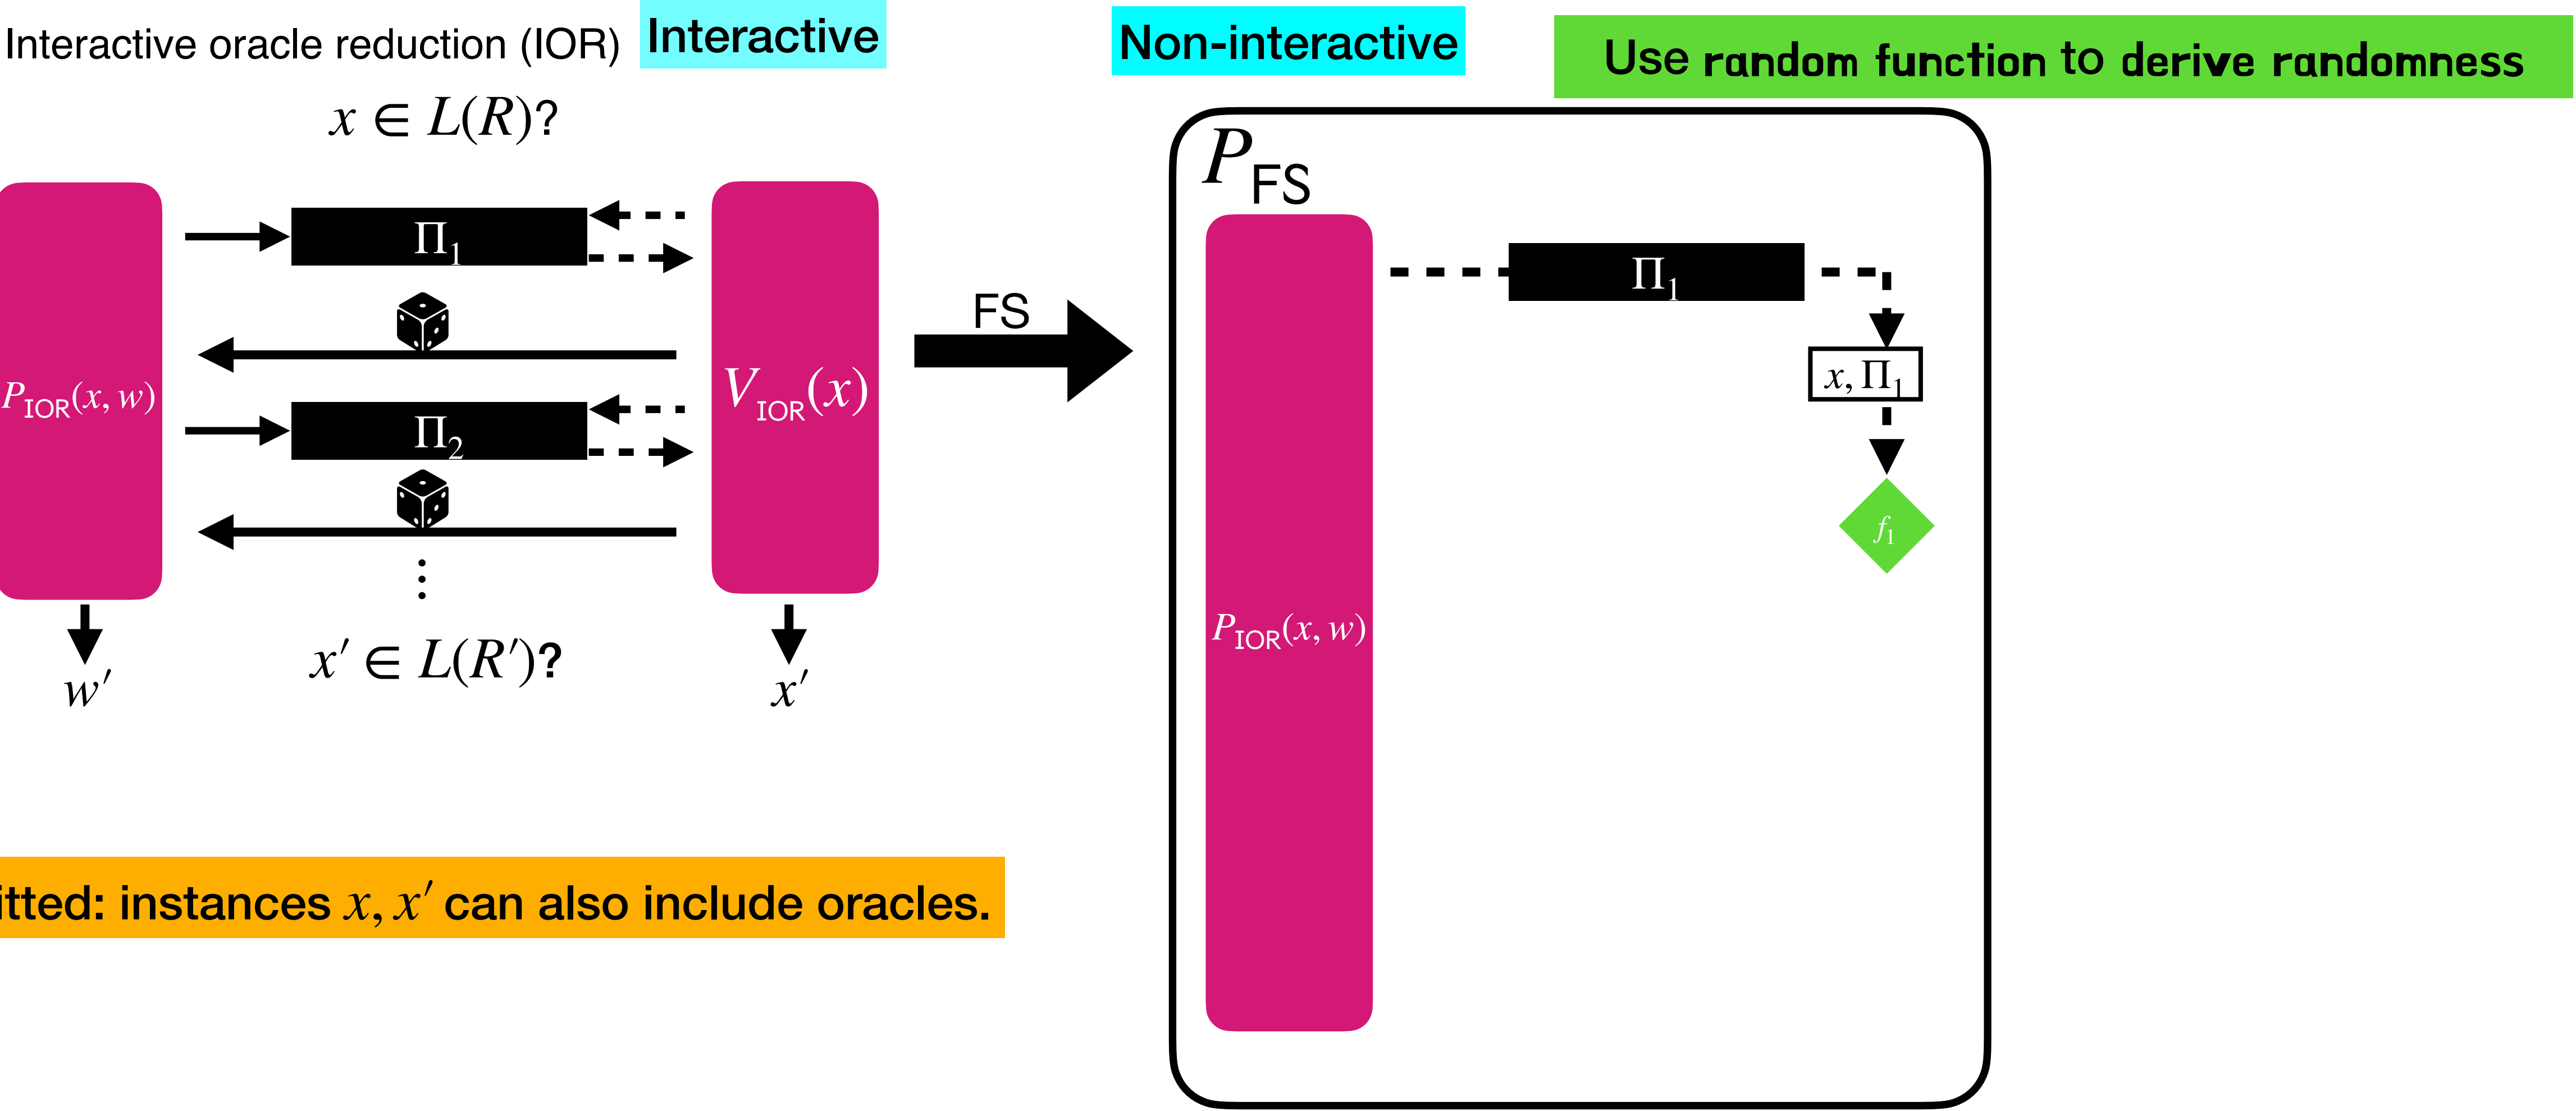 Interactive oracle reduction (IOR)
Interactive
x ∈ L(R)?
P_IOR(x, w)
Π₁
Π₂
⋮
V_IOR(x)
w′
x′ ∈ L(R′)?
x′
itted: instances x, x′ can also include oracles.
FS
Non-interactive
Use random function to derive randomness
P_FS
P_IOR(x, w)
Π₁
x, Π₁
f₁